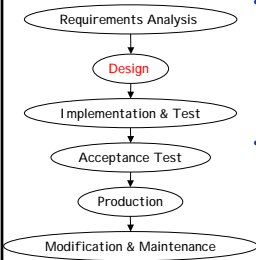 Requirements Analysis
Design
Implementation & Test
Acceptance Test
Production
Modification & Maintenance